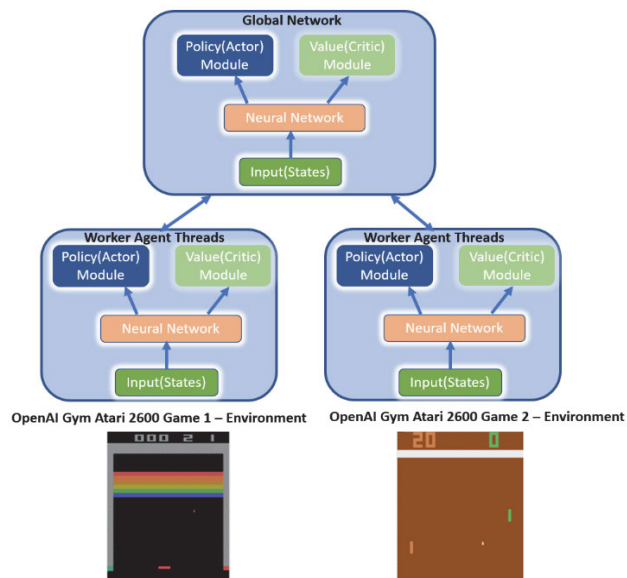 Global Network
Policy(Actor) Value(Critic)
Module Module
Neural Network
Input(States)
Worker Agent Threads
Policy(Actor) Value(Critic)
Module Module
Neural Network
Input(States)
OpenAI Gym Atari 2600 Game 1 – Environment
000 2 1
Worker Agent Threads
Policy(Actor) Value(Critic)
Module Module
Neural Network
Input(States)
OpenAI Gym Atari 2600 Game 2 – Environment
20 0